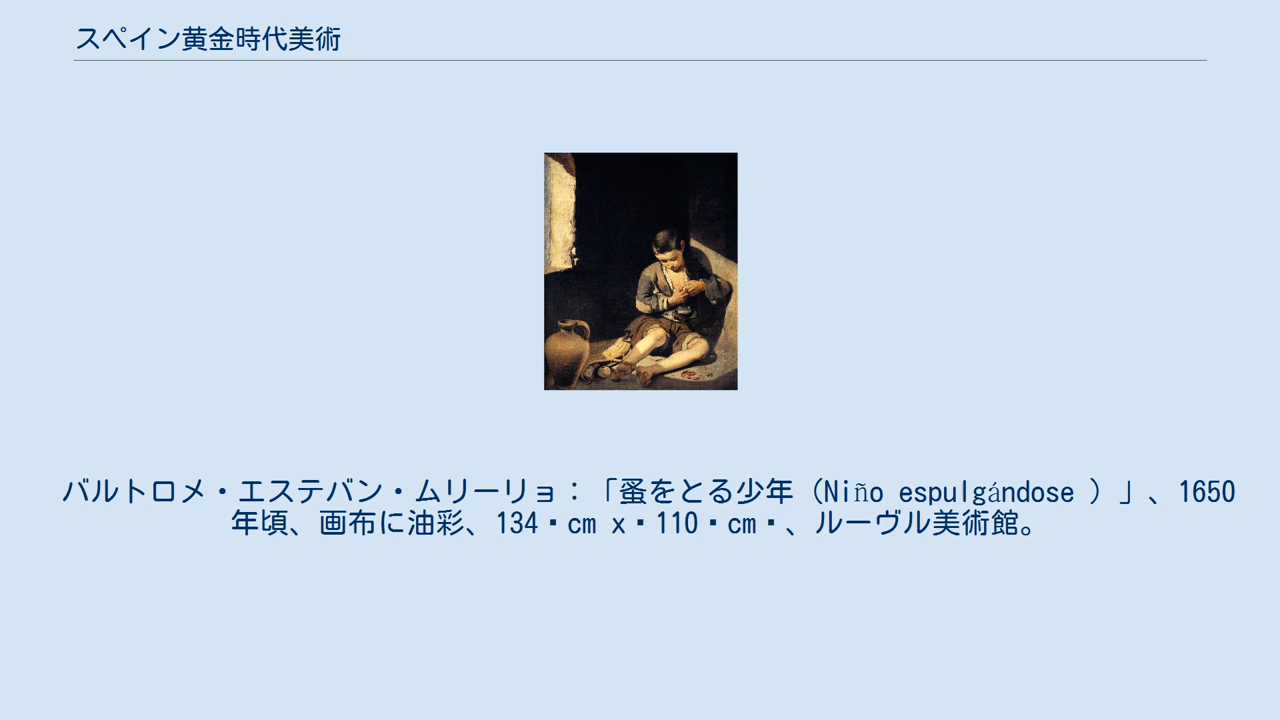 スペイン黄金時代美術
バルトロメ・エステバン・ムリーリョ：「蚤をとる少年（Niño espulgándose ）」、1650
年頃、画布に油彩、134▪cm x▪110▪cm▪、ルーヴル美術館。